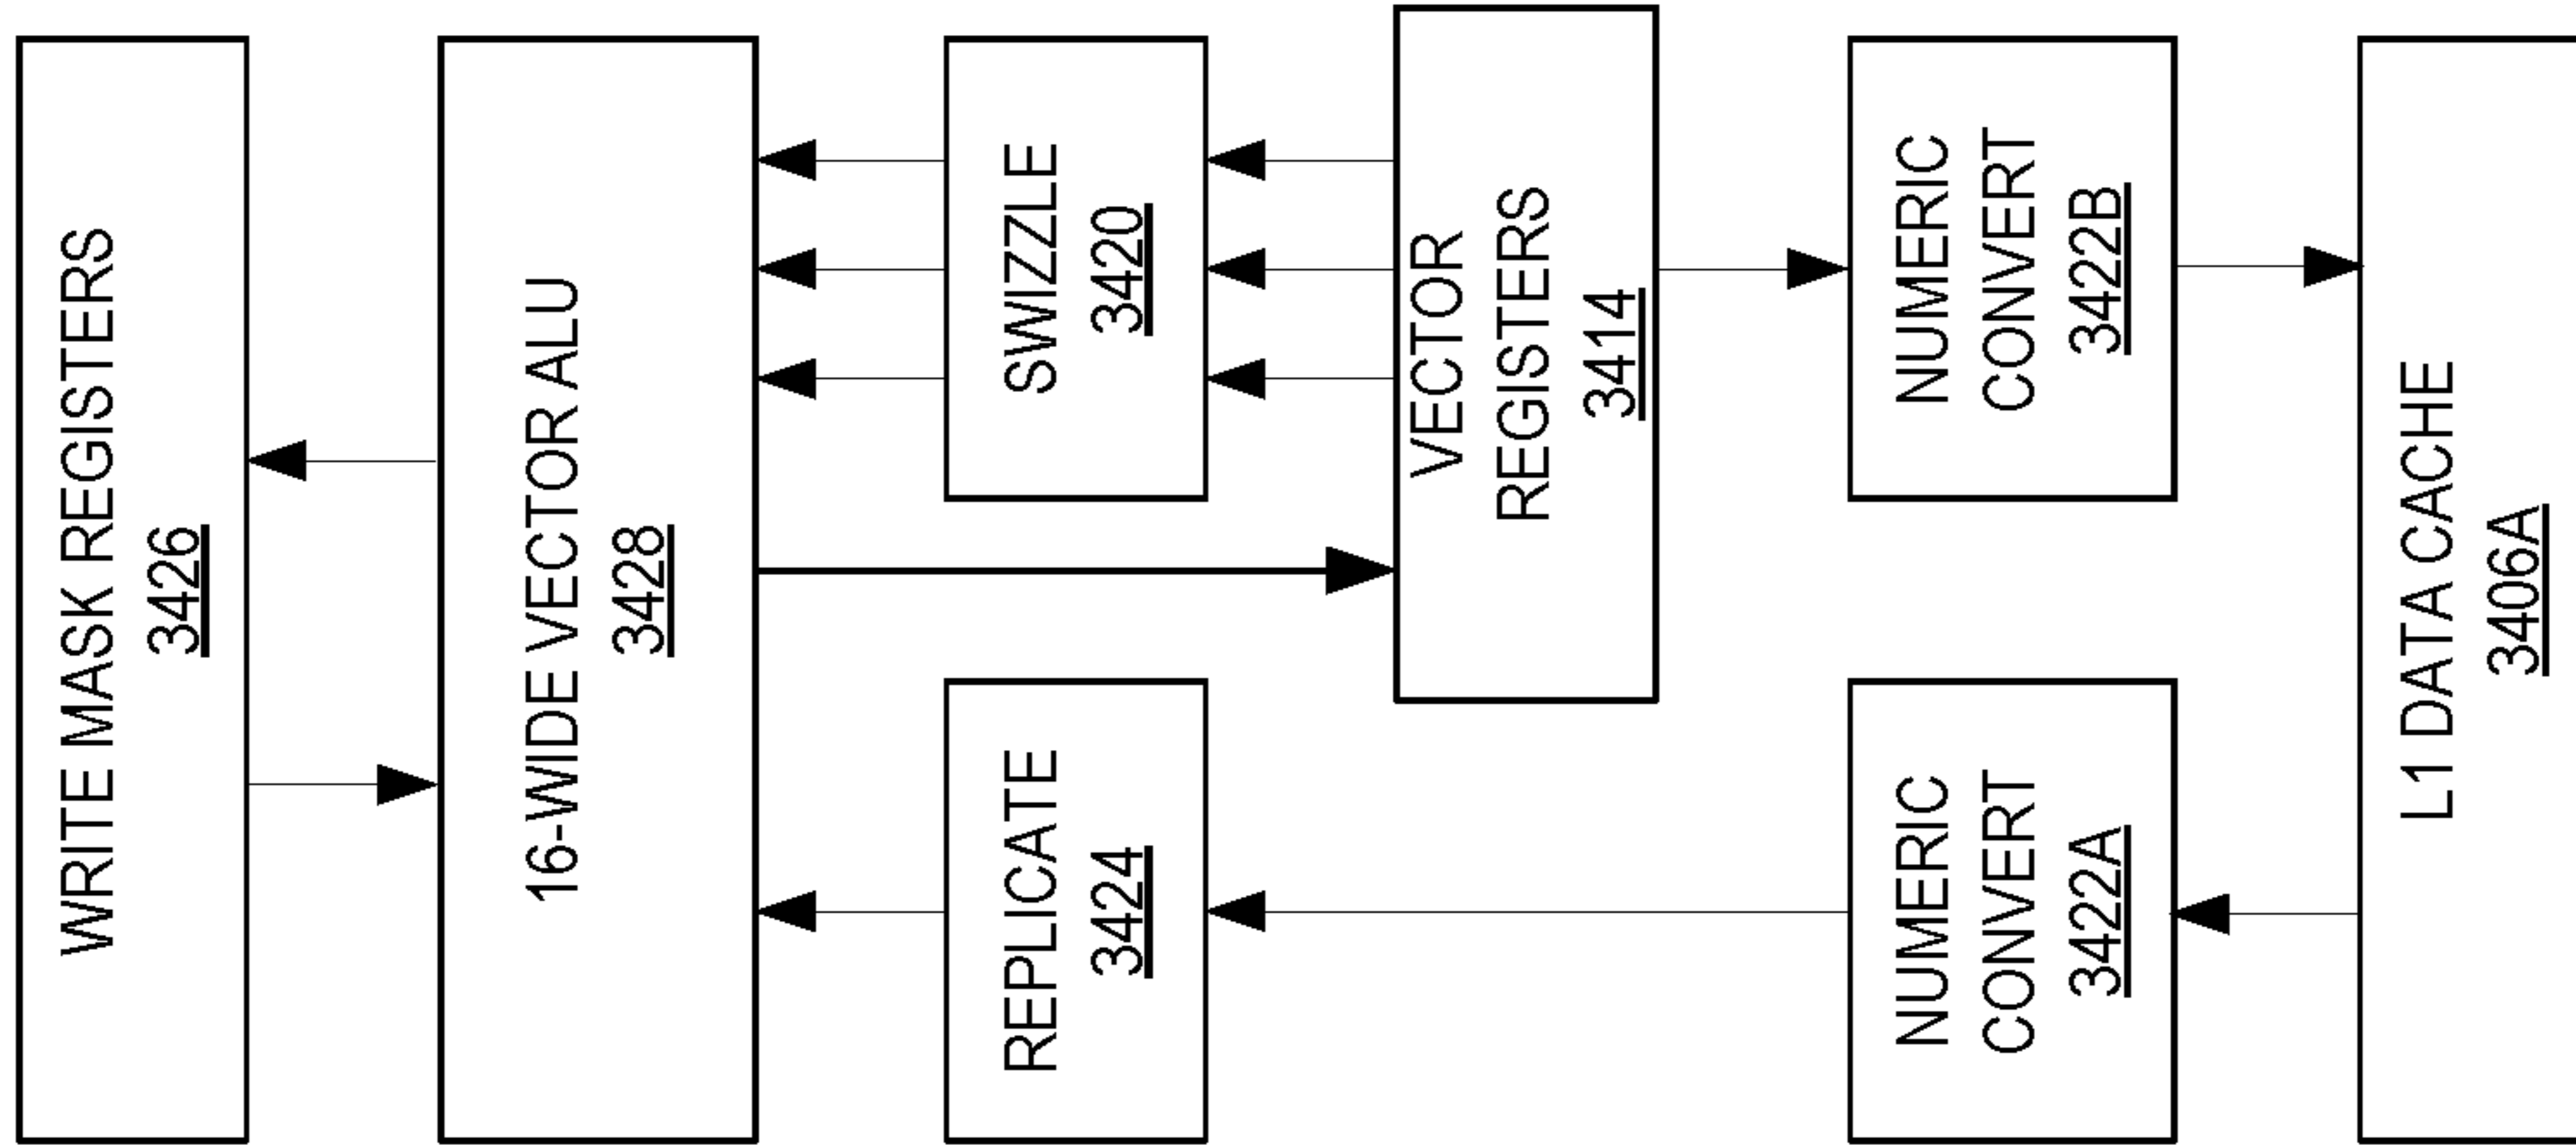 WRITE MASK REGISTERS
3426
16-WIDE VECTOR ALU
3428
REPLICATE
3424
SWIZZLE
3420
VECTOR
REGISTERS
3414
NUMERIC
CONVERT
3422A
NUMERIC
CONVERT
3422B
L1 DATA CACHE
3406A